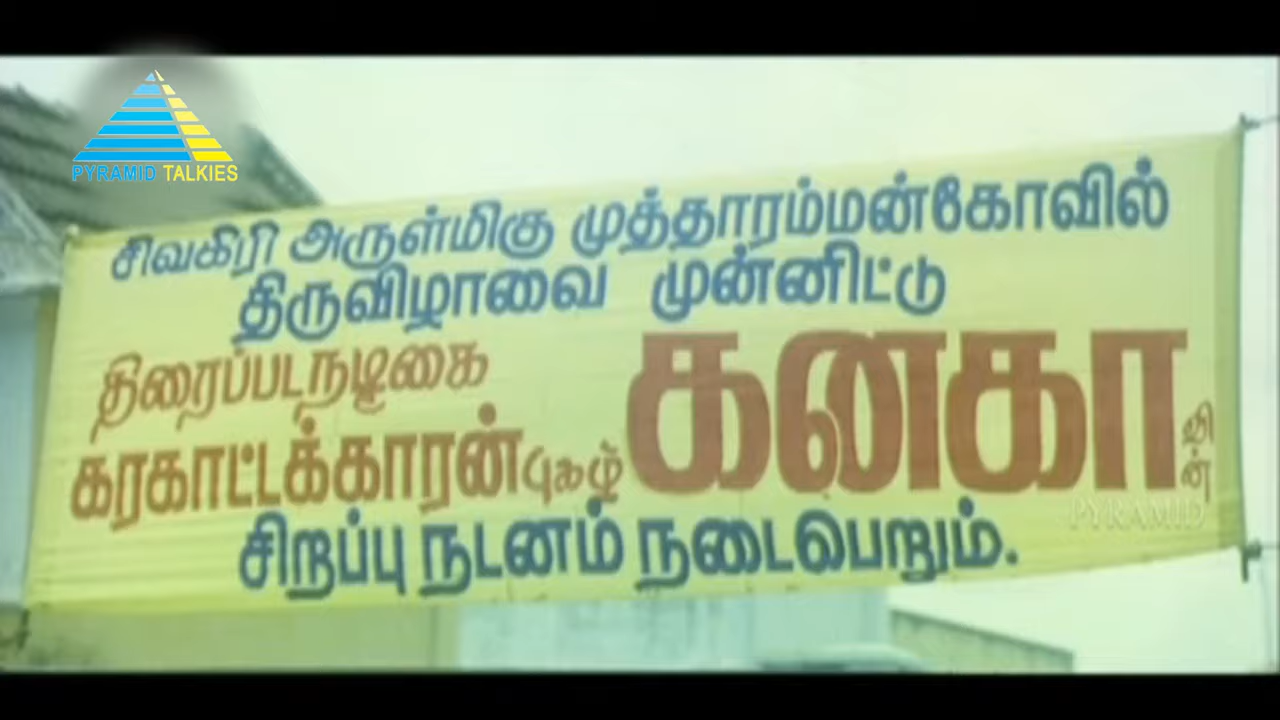 PYRAMID TALKIES
சிவகிரி அருள்மிகு முத்தாரம்மன்கோவில்
திருவிழாவை முன்னிட்டு
திரைப்படநடிகை
கரகாட்டக்காரன் புகழ் கனகாவின்
சிறப்பு நடனம் நடைபெறும்.
PYRAMID